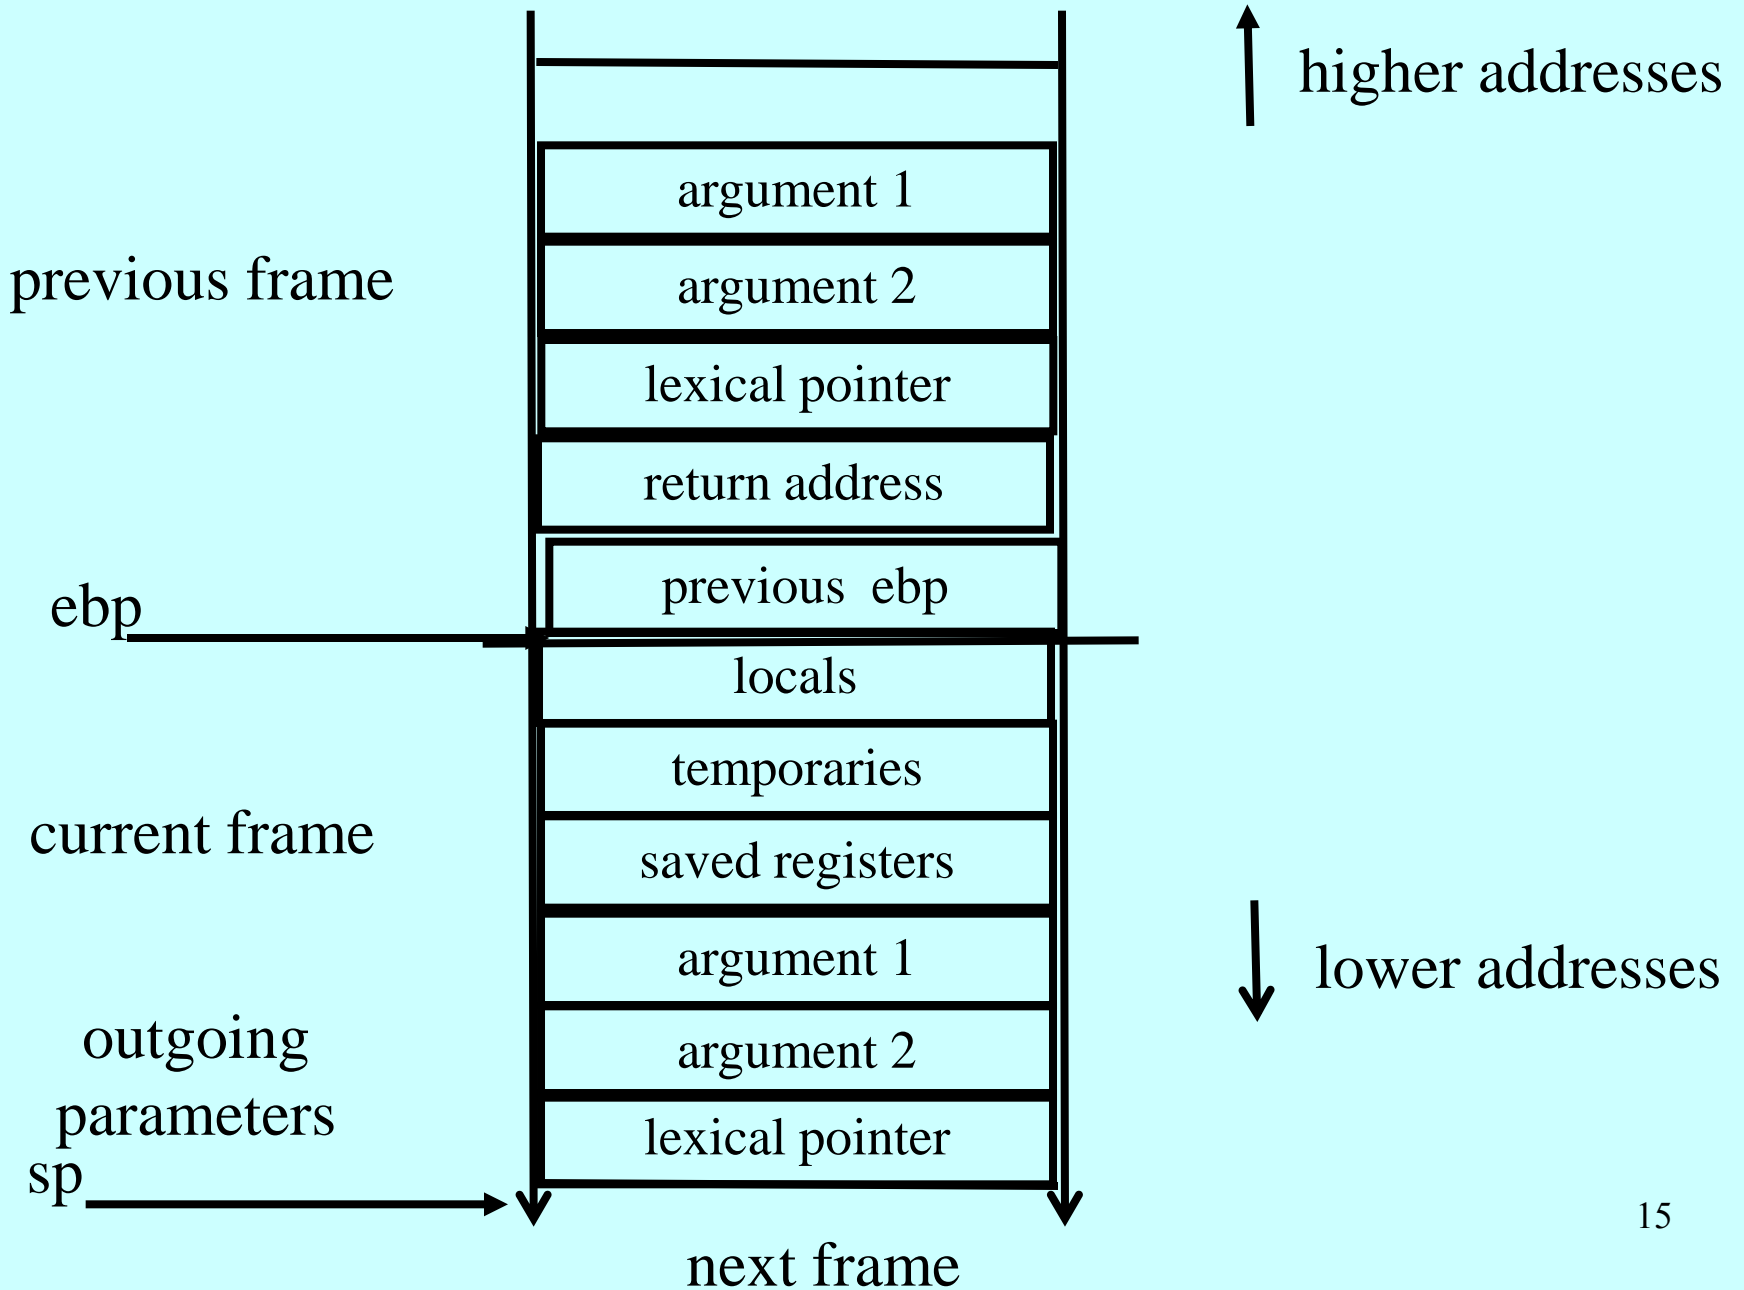 higher addresses
argument 1
previous frame
argument 2
lexical pointer
return address
previous ebp
ebp
locals
temporaries
current frame
saved registers
argument 1
lower addresses
outgoing
parameters
argument 2
lexical pointer
sp
15
next frame